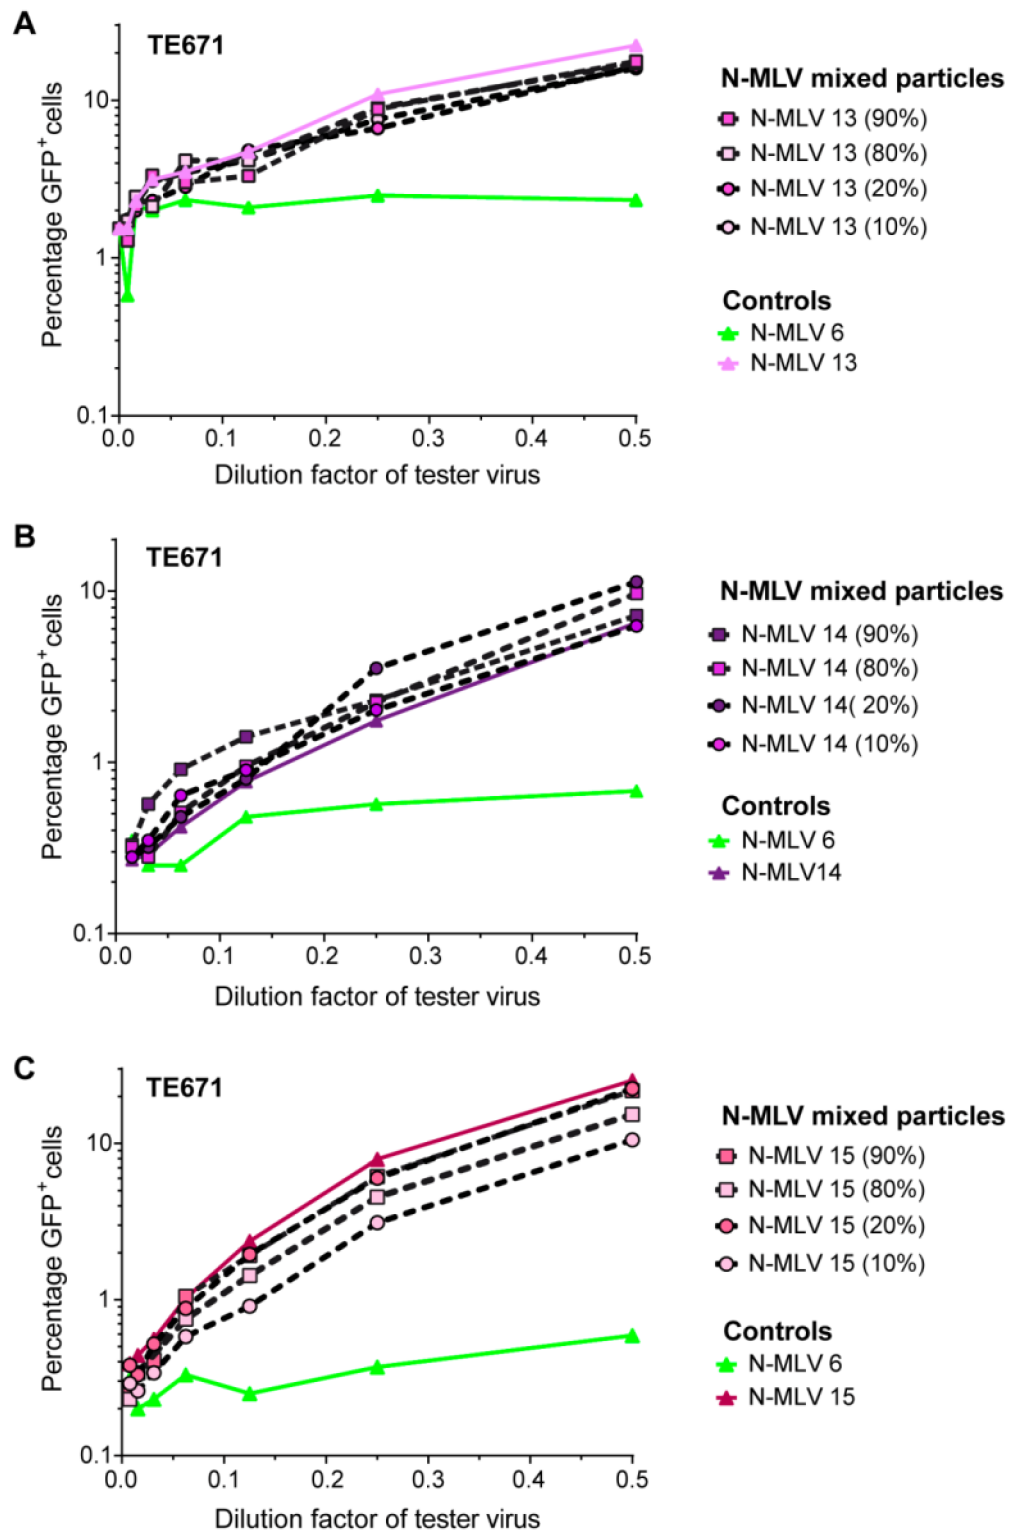 A
TE671
Percentage GFP+ cells
10
1
0.1
0.0 0.1 0.2 0.3 0.4 0.5
Dilution factor of tester virus
N-MLV mixed particles
N-MLV 13 (90%)
N-MLV 13 (80%)
N-MLV 13 (20%)
N-MLV 13 (10%)
Controls
N-MLV 6
N-MLV 13
B
TE671
Percentage GFP+ cells
10
1
0.1
0.0 0.1 0.2 0.3 0.4 0.5
Dilution factor of tester virus
N-MLV mixed particles
N-MLV 14 (90%)
N-MLV 14 (80%)
N-MLV 14( 20%)
N-MLV 14 (10%)
Controls
N-MLV 6
N-MLV14
C
TE671
Percentage GFP+ cells
10
1
0.1
0.0 0.1 0.2 0.3 0.4 0.5
Dilution factor of tester virus
N-MLV mixed particles
N-MLV 15 (90%)
N-MLV 15 (80%)
N-MLV 15 (20%)
N-MLV 15 (10%)
Controls
N-MLV 6
N-MLV 15